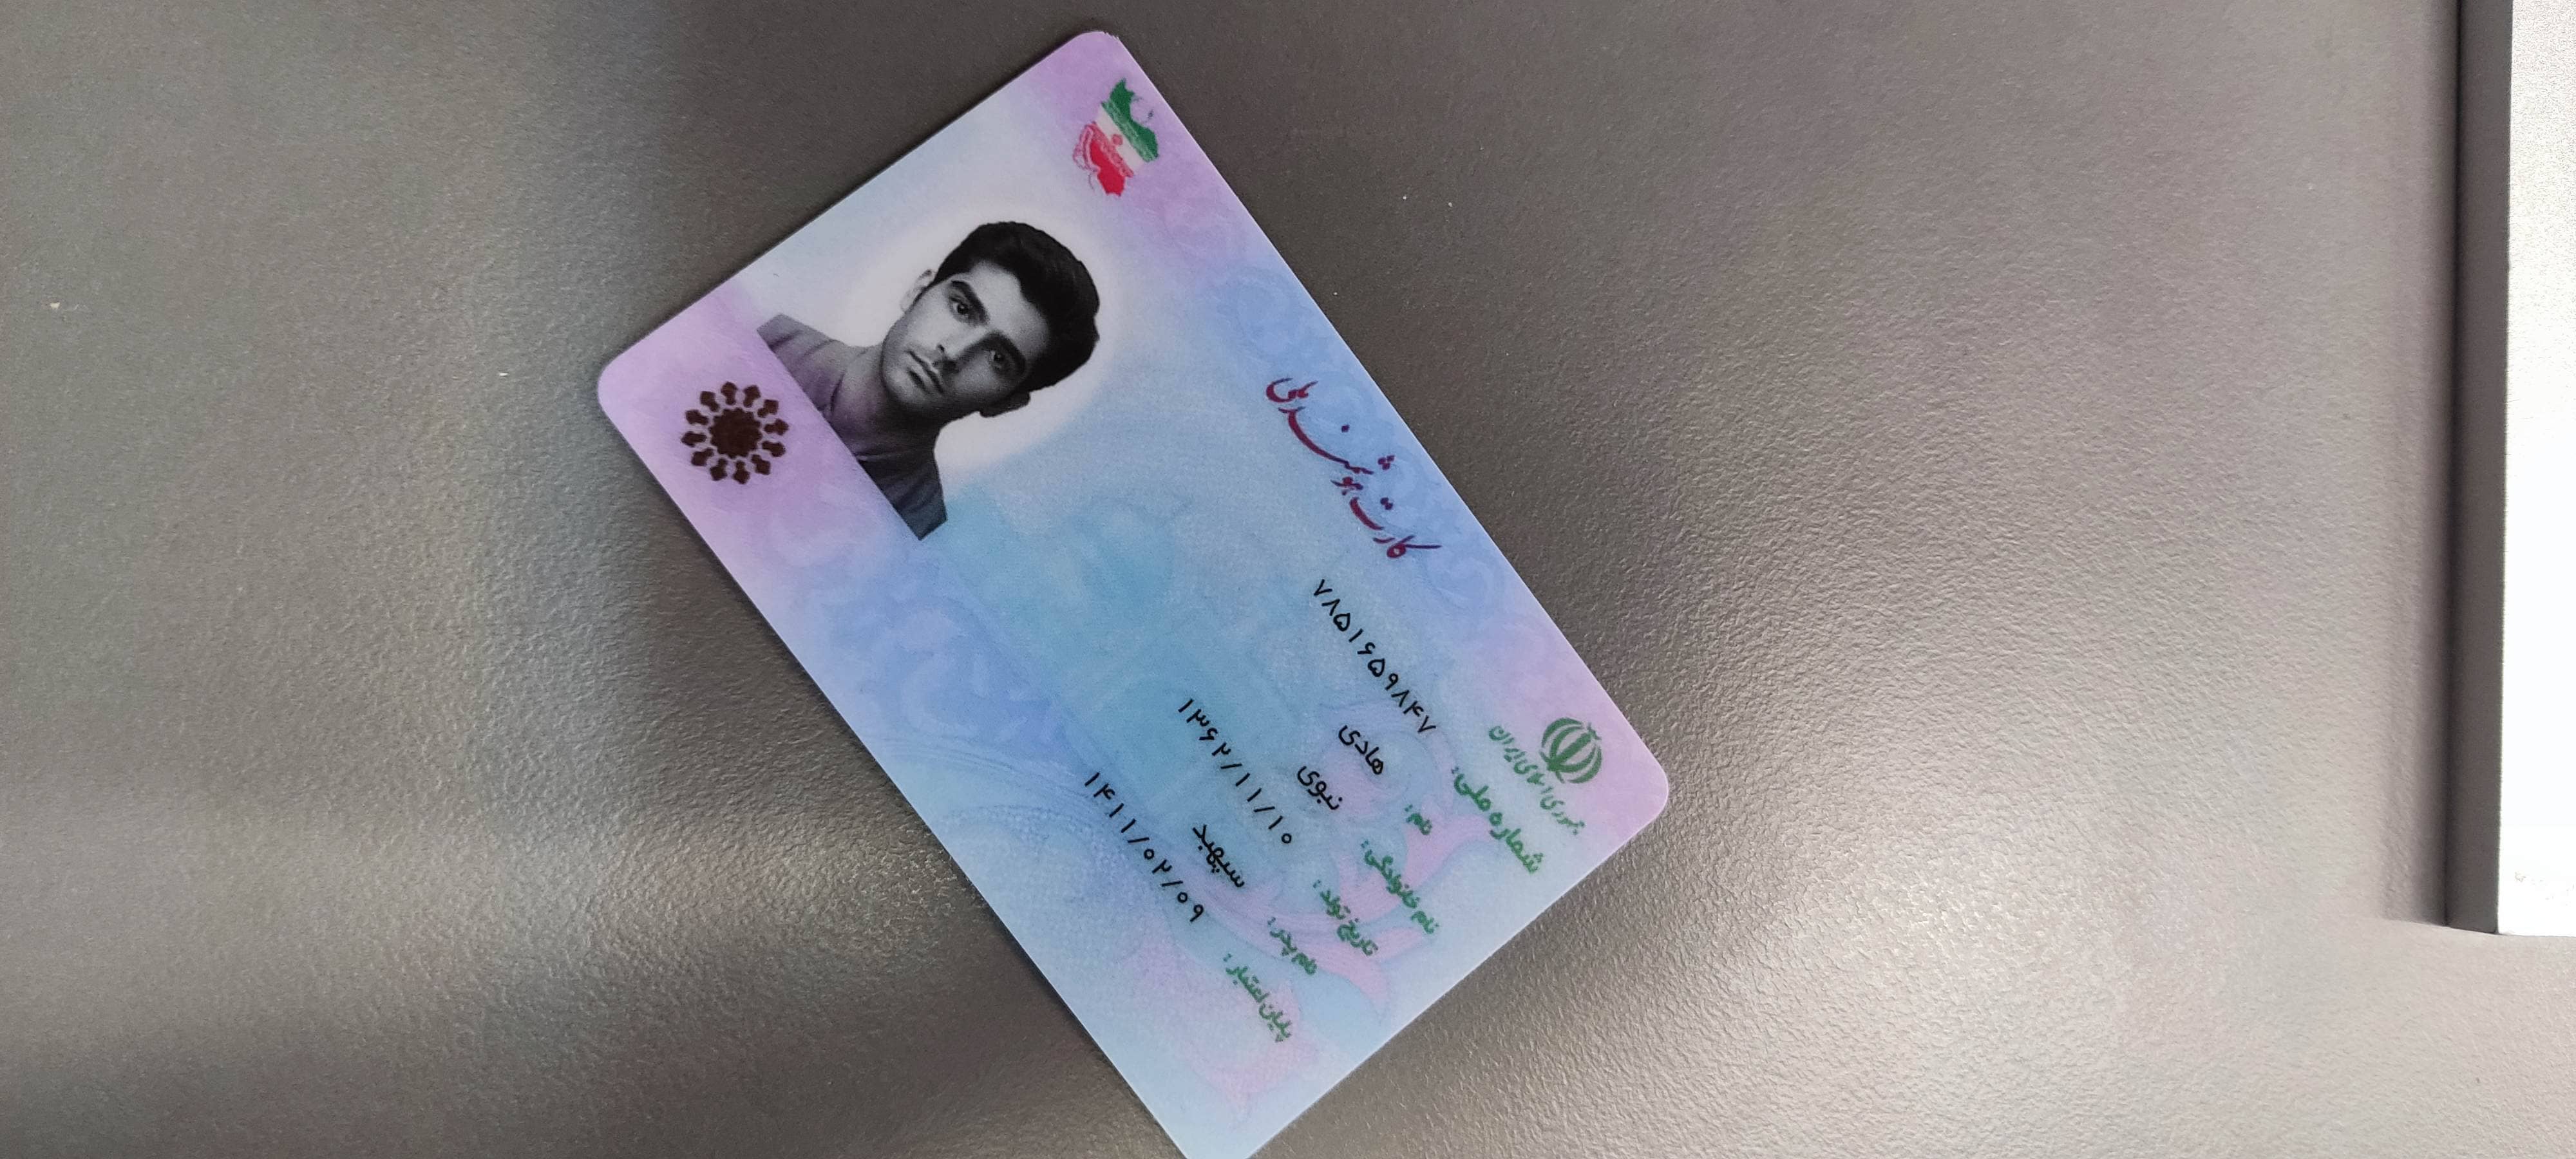 جمهوری اسلامی ایران
کارت هوشمند ملی
شماره ملی: ۷۸۵۱۶۵۹۸۴۷
نام: هادی
نام خانوادگی: نبوی
تاریخ تولد: ۱۳۶۲/۱۱/۱۰
نام پدر: سپهبد
پایان اعتبار: ۱۴۱۱/۰۲/۰۹